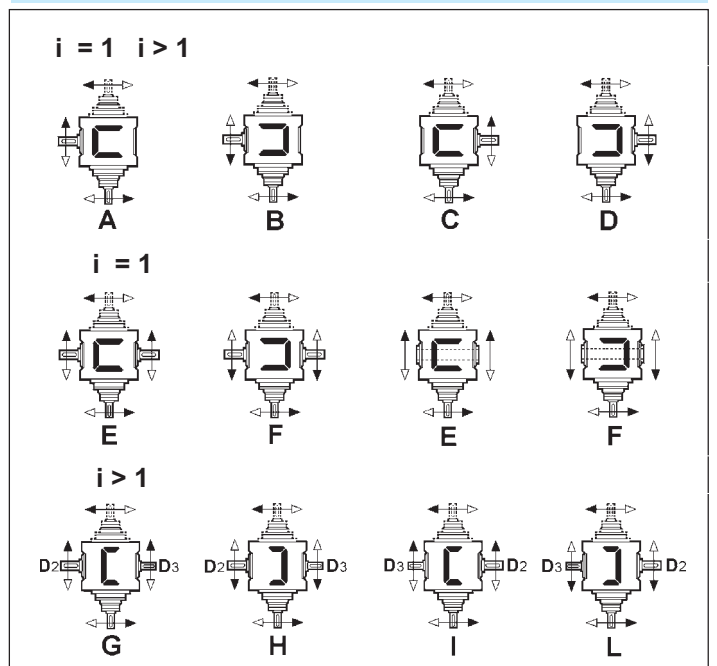 i = 1 i > 1
A B C D
i = 1
E F E F
i > 1
D2 D3 D2 D3 D3 D2 D3 D2
G H I L